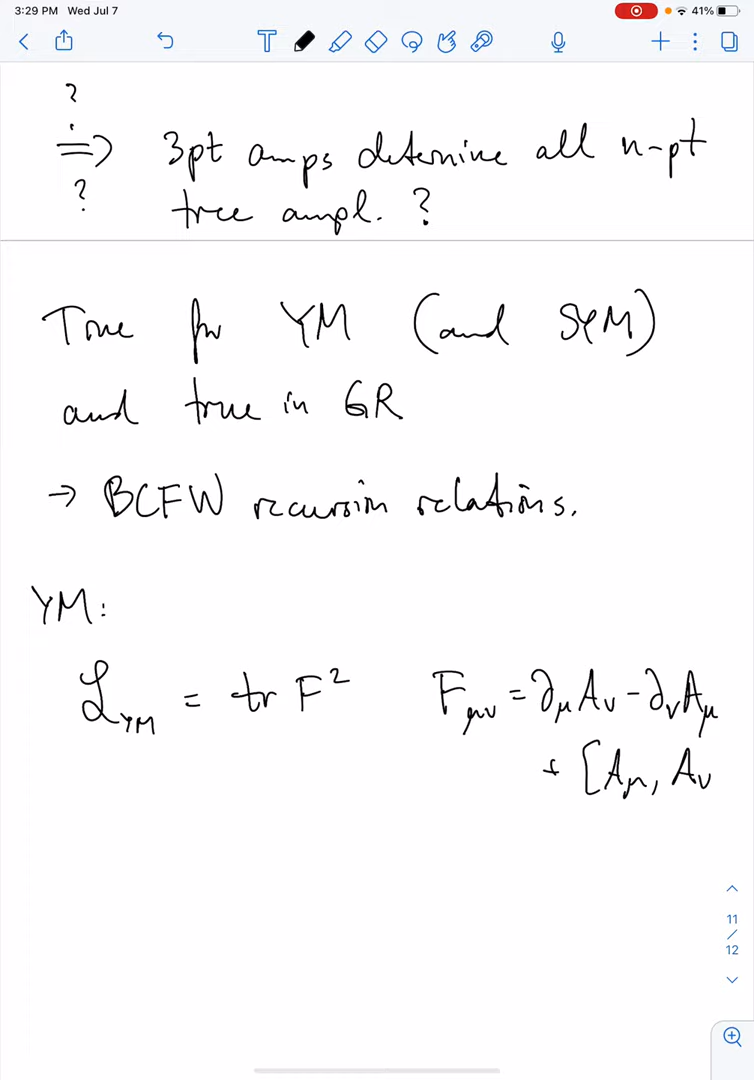 3:29 PM Wed Jul 7 41%
T
?
⇒ 3pt amps determine all n-pt
?
tree ampl. ?
True for YM (and SYM)
and true in GR
→ BCFW recursion relations.
YM:
ℒ_YM = tr F² F_μν = ∂_μ A_ν − ∂_ν A_μ
+ [A_μ, A_ν
11
/
12